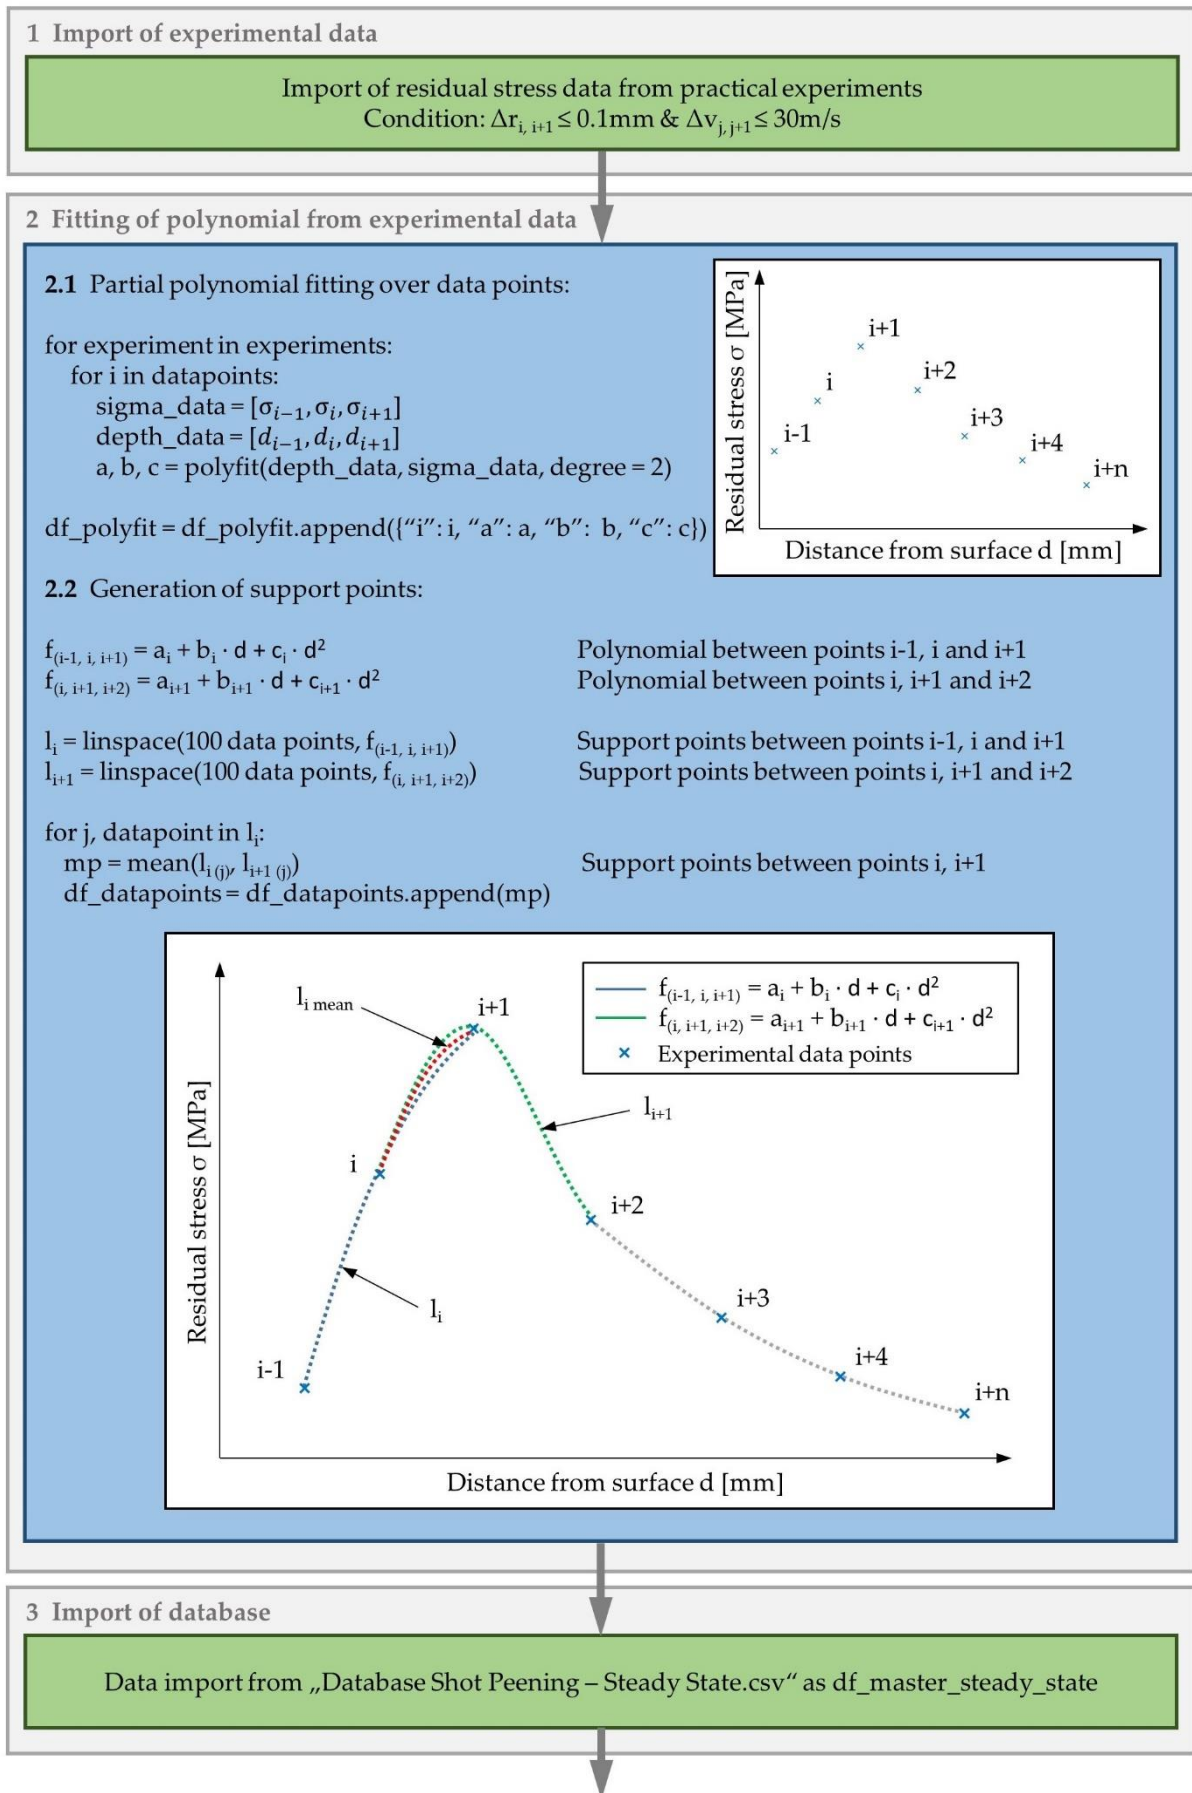 1 Import of experimental data
Import of residual stress data from practical experiments
Condition: Δr_{i, i+1} ≤ 0.1mm & Δv_{j, j+1} ≤ 30m/s
2 Fitting of polynomial from experimental data
2.1 Partial polynomial fitting over data points:
for experiment in experiments:
for i in datapoints:
sigma_data = [σ_{i−1}, σ_i, σ_{i+1}]
depth_data = [d_{i−1}, d_i, d_{i+1}]
a, b, c = polyfit(depth_data, sigma_data, degree = 2)
df_polyfit = df_polyfit.append({“i”: i, “a”: a, “b”: b, “c”: c})
Residual stress σ [MPa]
i-1
i
i+1
i+2
i+3
i+4
i+n
Distance from surface d [mm]
2.2 Generation of support points:
f_{(i-1, i, i+1)} = a_i + b_i · d + c_i · d²
Polynomial between points i-1, i and i+1
f_{(i, i+1, i+2)} = a_{i+1} + b_{i+1} · d + c_{i+1} · d²
Polynomial between points i, i+1 and i+2
l_i = linspace(100 data points, f_{(i-1, i, i+1)})
Support points between points i-1, i and i+1
l_{i+1} = linspace(100 data points, f_{(i, i+1, i+2)})
Support points between points i, i+1 and i+2
for j, datapoint in l_i:
mp = mean(l_{i (j)}, l_{i+1 (j)})
Support points between points i, i+1
df_datapoints = df_datapoints.append(mp)
Residual stress σ [MPa]
l_{i mean}
i+1
f_{(i-1, i, i+1)} = a_i + b_i · d + c_i · d²
f_{(i, i+1, i+2)} = a_{i+1} + b_{i+1} · d + c_{i+1} · d²
Experimental data points
l_{i+1}
i
i+2
l_i
i+3
i-1
i+4
i+n
Distance from surface d [mm]
3 Import of database
Data import from „Database Shot Peening – Steady State.csv“ as df_master_steady_state